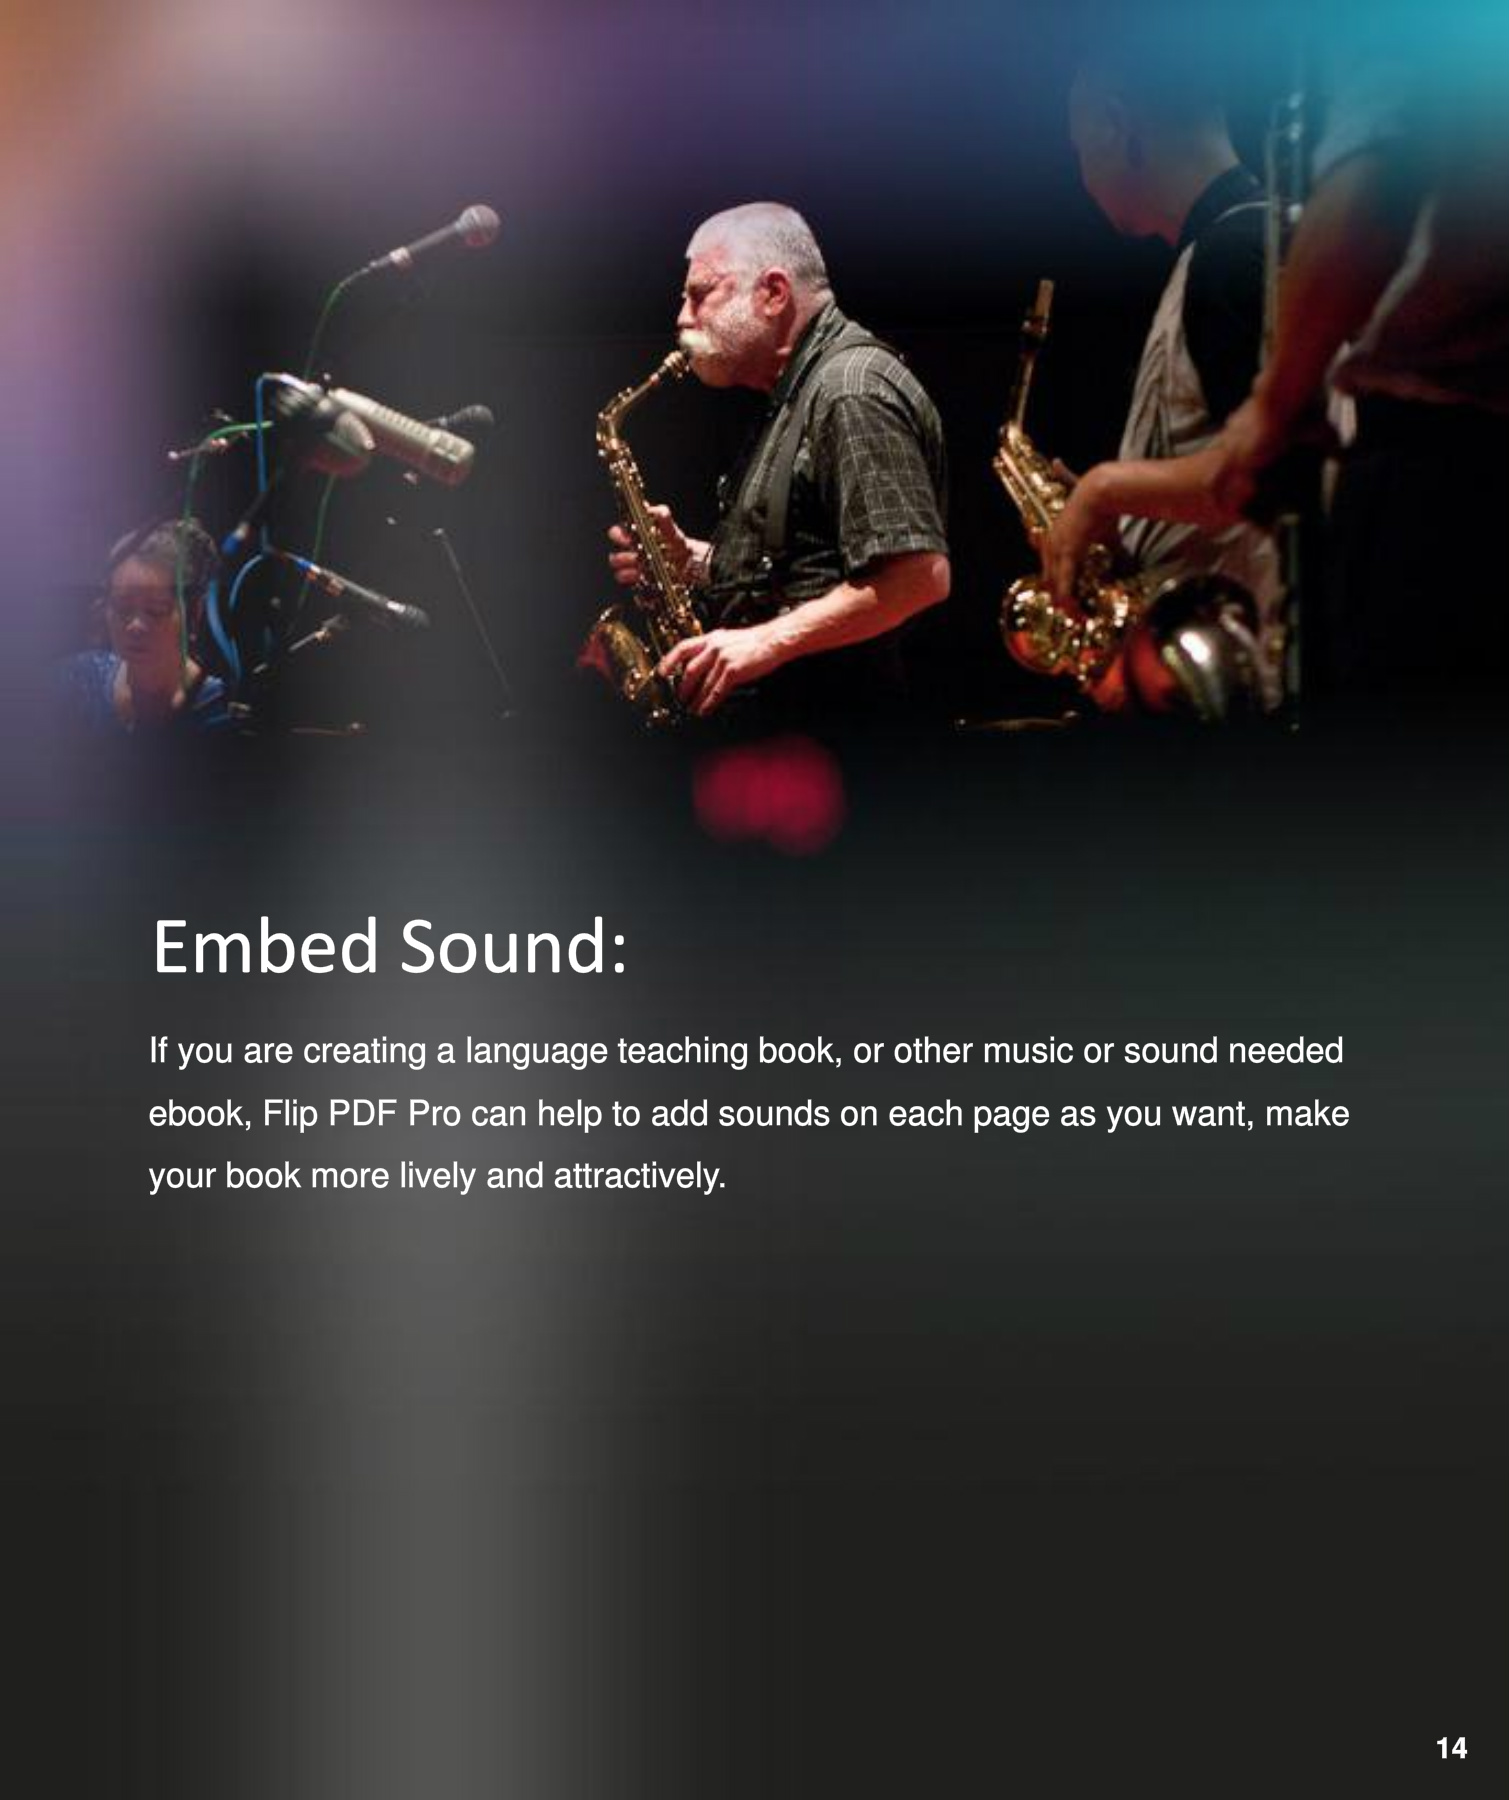 Embed Sound:
If you are creating a language teaching book, or other music or sound needed
ebook, Flip PDF Pro can help to add sounds on each page as you want, make
your book more lively and attractively.
14